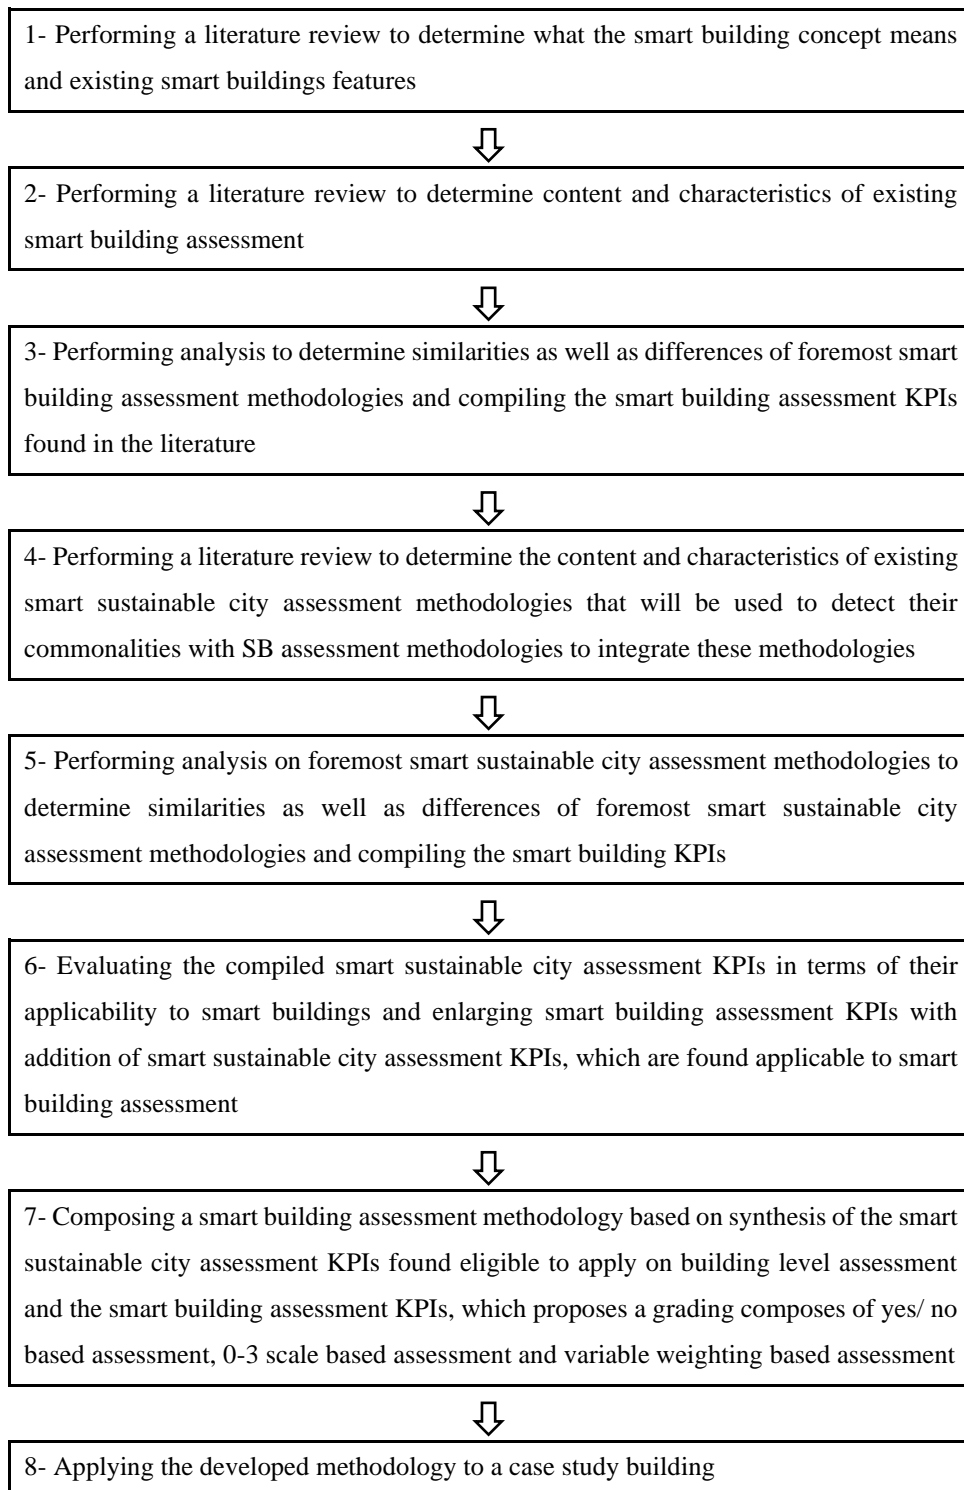 1- Performing a literature review to determine what the smart building concept means
and existing smart buildings features
2- Performing a literature review to determine content and characteristics of existing
smart building assessment
3- Performing analysis to determine similarities as well as differences of foremost smart
building assessment methodologies and compiling the smart building assessment KPIs
found in the literature
4- Performing a literature review to determine the content and characteristics of existing
smart sustainable city assessment methodologies that will be used to detect their
commonalities with SB assessment methodologies to integrate these methodologies
5- Performing analysis on foremost smart sustainable city assessment methodologies to
determine similarities as well as differences of foremost smart sustainable city
assessment methodologies and compiling the smart building KPIs
6- Evaluating the compiled smart sustainable city assessment KPIs in terms of their
applicability to smart buildings and enlarging smart building assessment KPIs with
addition of smart sustainable city assessment KPIs, which are found applicable to smart
building assessment
7- Composing a smart building assessment methodology based on synthesis of the smart
sustainable city assessment KPIs found eligible to apply on building level assessment
and the smart building assessment KPIs, which proposes a grading composes of yes/ no
based assessment, 0-3 scale based assessment and variable weighting based assessment
8- Applying the developed methodology to a case study building